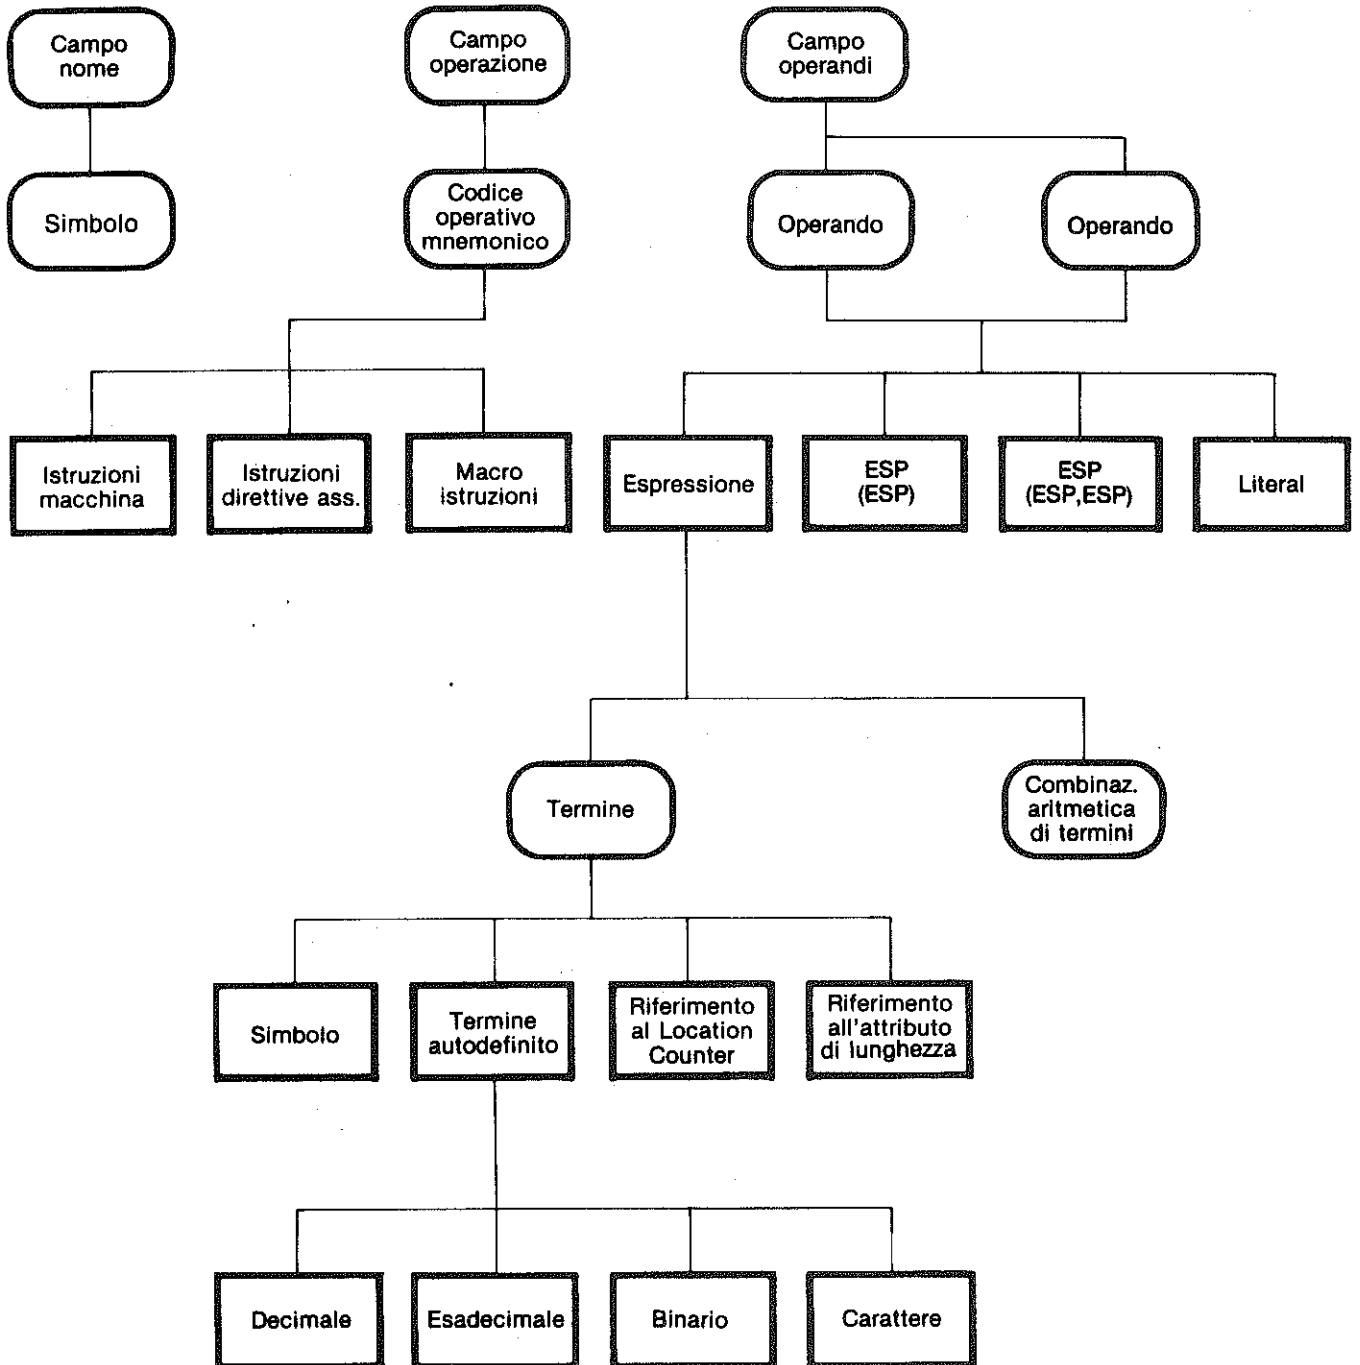 Campo
nome
Campo
operazione
Campo
operandi
Simbolo
Codice
operativo
mnemonico
Operando
Operando
Istruzioni
macchina
Istruzioni
direttive ass.
Macro
istruzioni
Espressione
ESP
(ESP)
ESP
(ESP,ESP)
Literal
Termine
Combinaz.
aritmetica
di termini
Simbolo
Termine
autodefinito
Riferimento
al Location
Counter
Riferimento
all'attributo
di lunghezza
Decimale
Esadecimale
Binario
Carattere